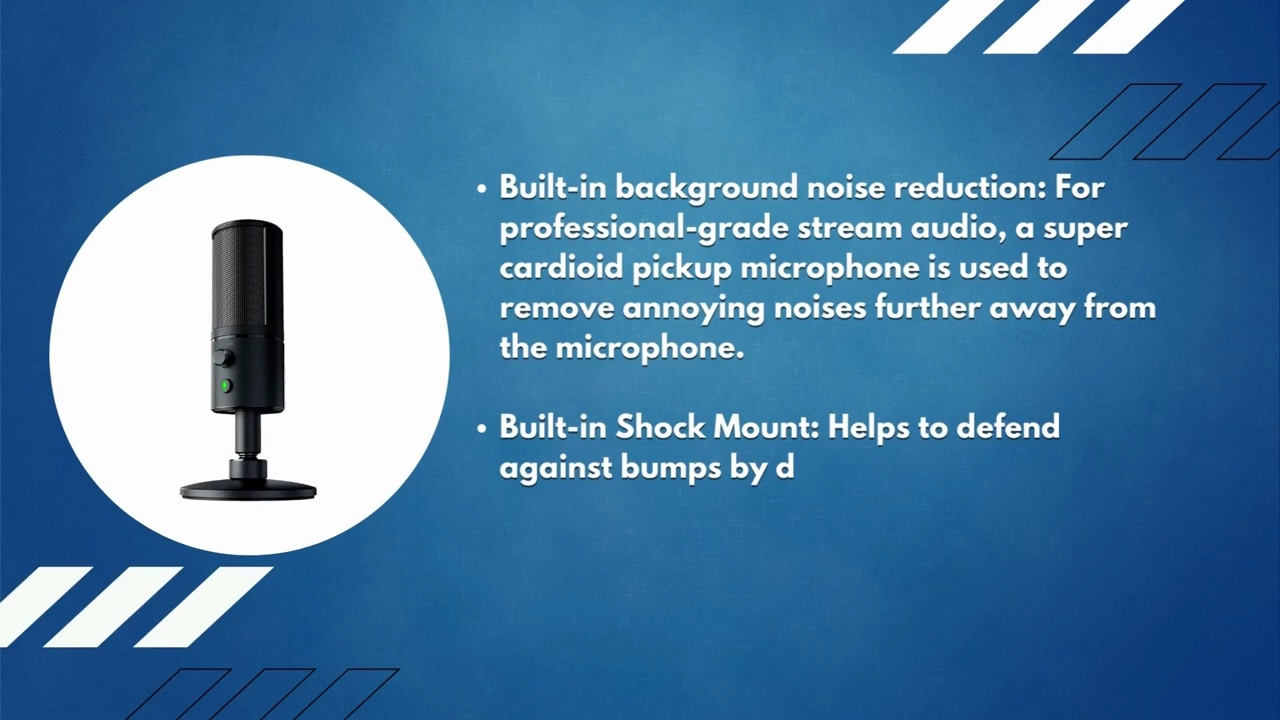 • Built-in background noise reduction: For
professional-grade stream audio, a super
cardioid pickup microphone is used to
remove annoying noises further away from
the microphone.
• Built-in Shock Mount: Helps to defend
against bumps by d